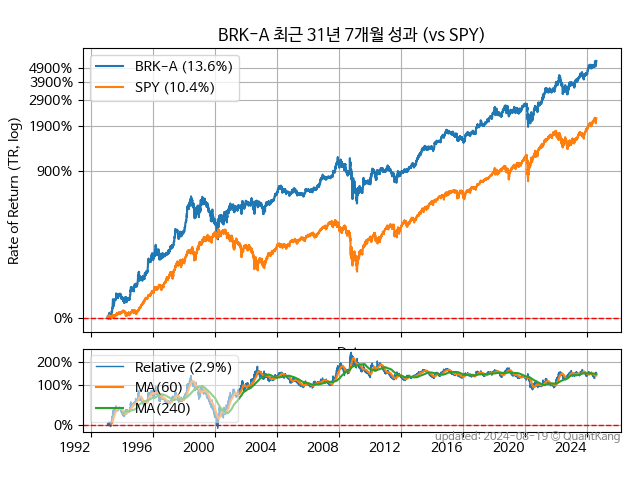 BRK-A 최근 31년 7개월 성과 (vs SPY)
Rate of Return (TR, log)
4900%
3900%
2900%
1900%
900%
0%
BRK-A (13.6%)
SPY (10.4%)
200%
100%
0%
Relative (2.9%)
MA(60)
MA(240)
1992
1996
2000
2004
2008
2012
2016
2020
2024
updated: 2024-08-19 © QuantKang